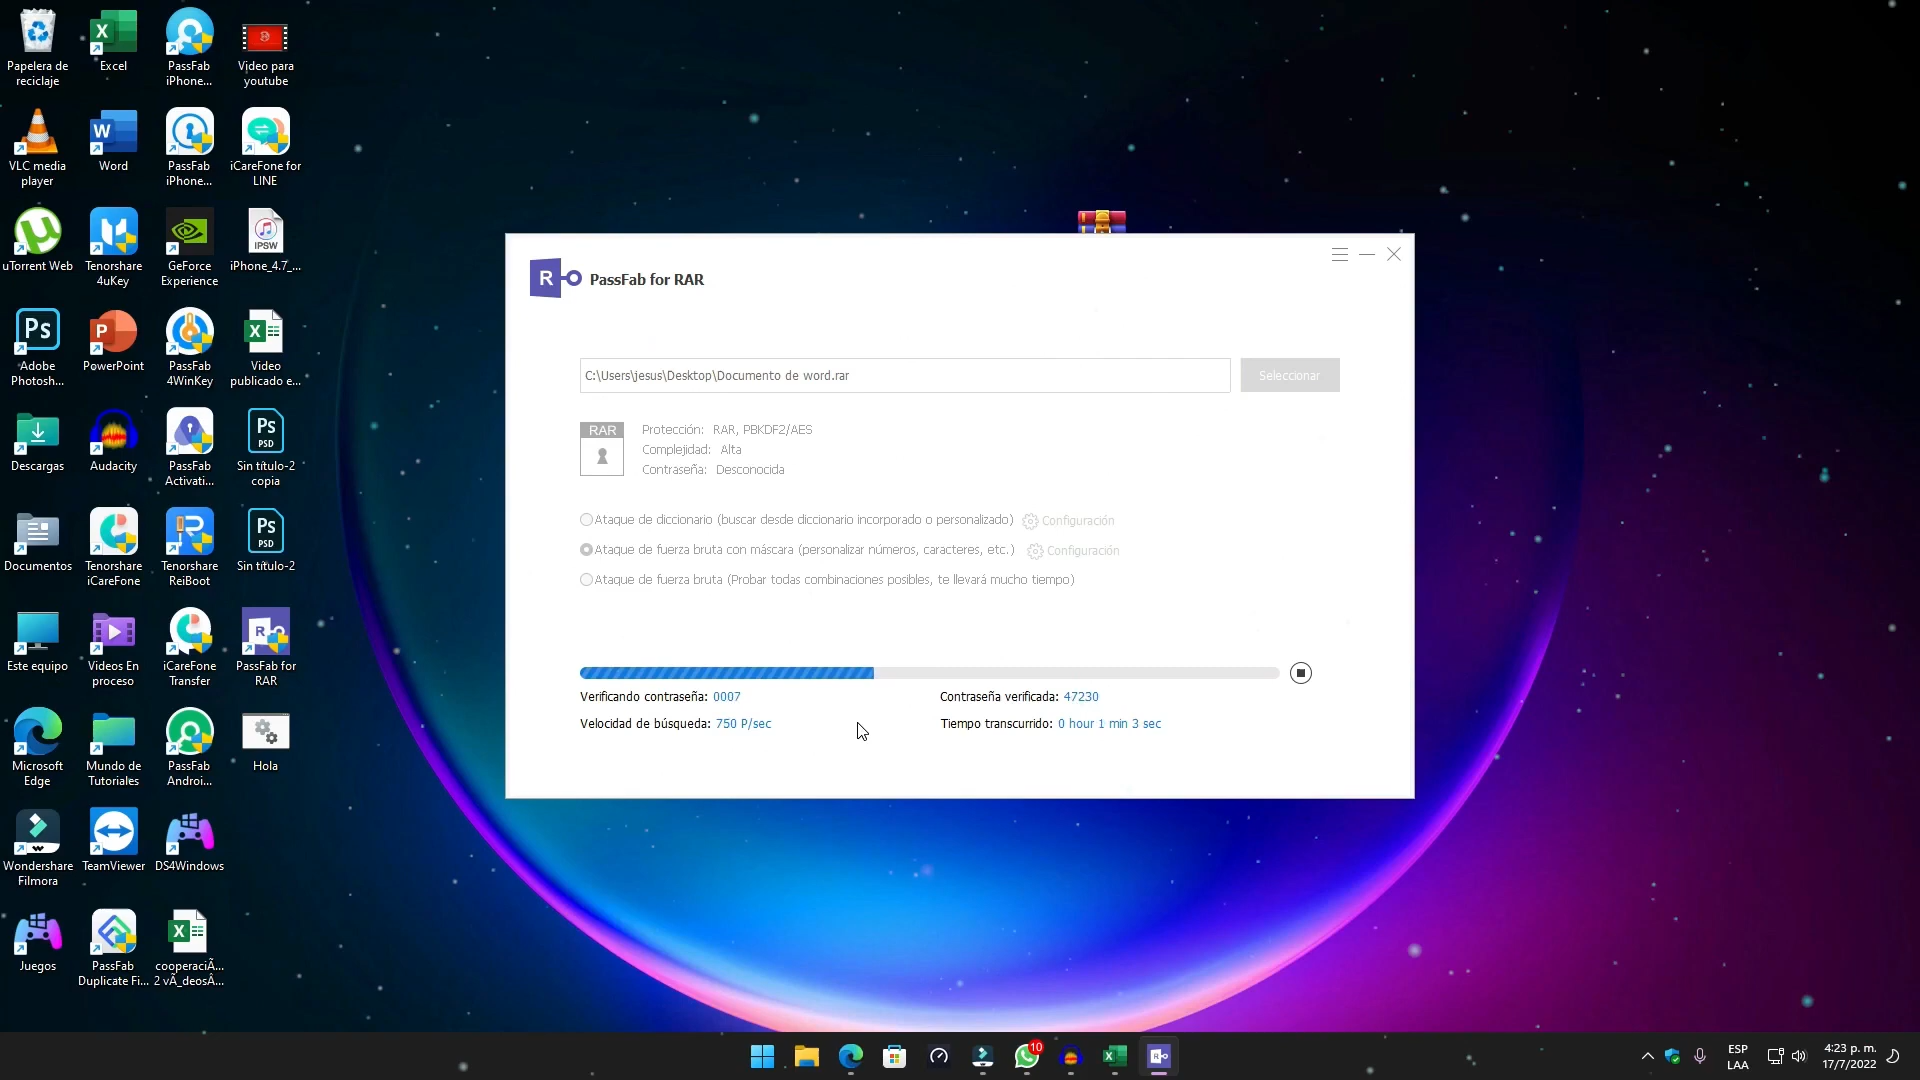 Papelera de
reciclaje
Excel
PassFab
iPhone...
Video para
youtube
VLC media
player
Word
PassFab
iPhone...
iCareFone for
LINE
uTorrent Web
Tenorshare
4uKey
GeForce
Experience
IPSW
iPhone_4.7_...
Ps
Adobe
Photosh...
PowerPoint
PassFab
4WinKey
Video
publicado e...
Descargas
Audacity
PassFab
Activati...
Ps
PSD
Sin título-2
copia
Documentos
Tenorshare
iCareFone
Tenorshare
ReiBoot
Ps
PSD
Sin título-2
Este equipo
Videos En
proceso
iCareFone
Transfer
PassFab for
RAR
Microsoft
Edge
Mundo de
Tutoriales
PassFab
Androi...
Hola
Wondershare
Filmora
TeamViewer
DS4Windows
Juegos
PassFab
Duplicate Fi...
cooperaciÃ...
2 vÃ_deosÂ...
R
PassFab for RAR
C:\Users\jesus\Desktop\Documento de word.rar
Seleccionar
RAR
Protección: RAR, PBKDF2/AES
Complejidad: Alta
Contraseña: Desconocida
Ataque de diccionario (buscar desde diccionario incorporado o personalizado) Configuración
Ataque de fuerza bruta con máscara (personalizar números, caracteres, etc.) Configuración
Ataque de fuerza bruta (Probar todas combinaciones posibles, te llevará mucho tiempo)
Verificando contraseña: 0007
Contraseña verificada: 47230
Velocidad de búsqueda: 750 P/sec
Tiempo transcurrido: 0 hour 1 min 3 sec
10
ESP
LAA
4:23 p. m.
17/7/2022